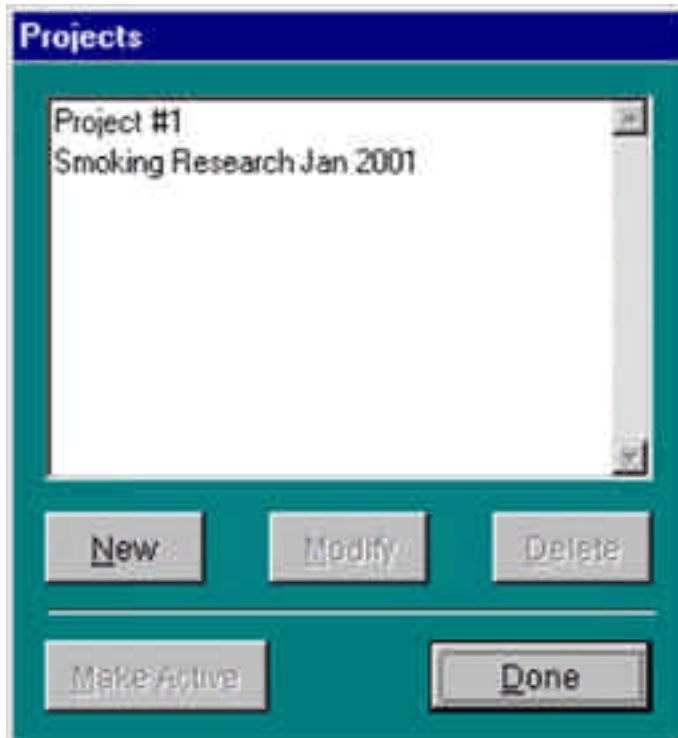 Projects
Project #1
Smoking Research Jan 2001
New
Modify
Delete
Make Active
Done